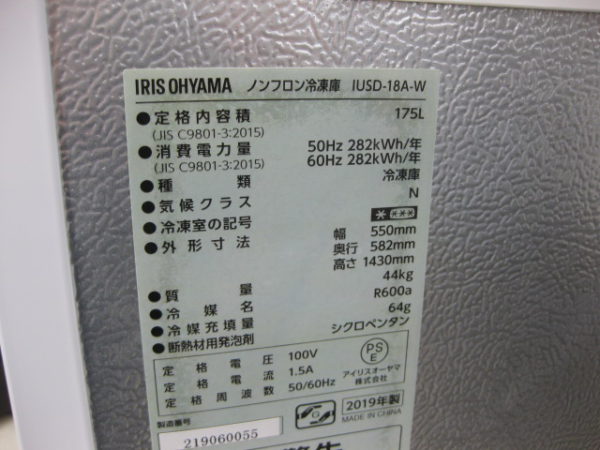 IRIS OHYAMA ノンフロン冷凍庫 IUSD-18A-W
●定格内容積 175L
(JIS C9801-3:2015)
●消費電力量 50Hz 282kWh/年
(JIS C9801-3:2015) 60Hz 282kWh/年
●種類 冷凍庫
●気候クラス N
●冷凍室の記号 * ***
●外形寸法 幅 550mm
奥行 582mm
高さ 1430mm
●質量 44kg
●冷媒名 R600a
●冷媒充填量 64g
●断熱材用発泡剤 シクロペンタン
定格電圧 100V
定格電流 1.5A
定格周波数 50/60Hz
PS
E
アイリスオーヤマ
株式会社
製造番号
219060055
G
2019年製
MADE IN CHINA